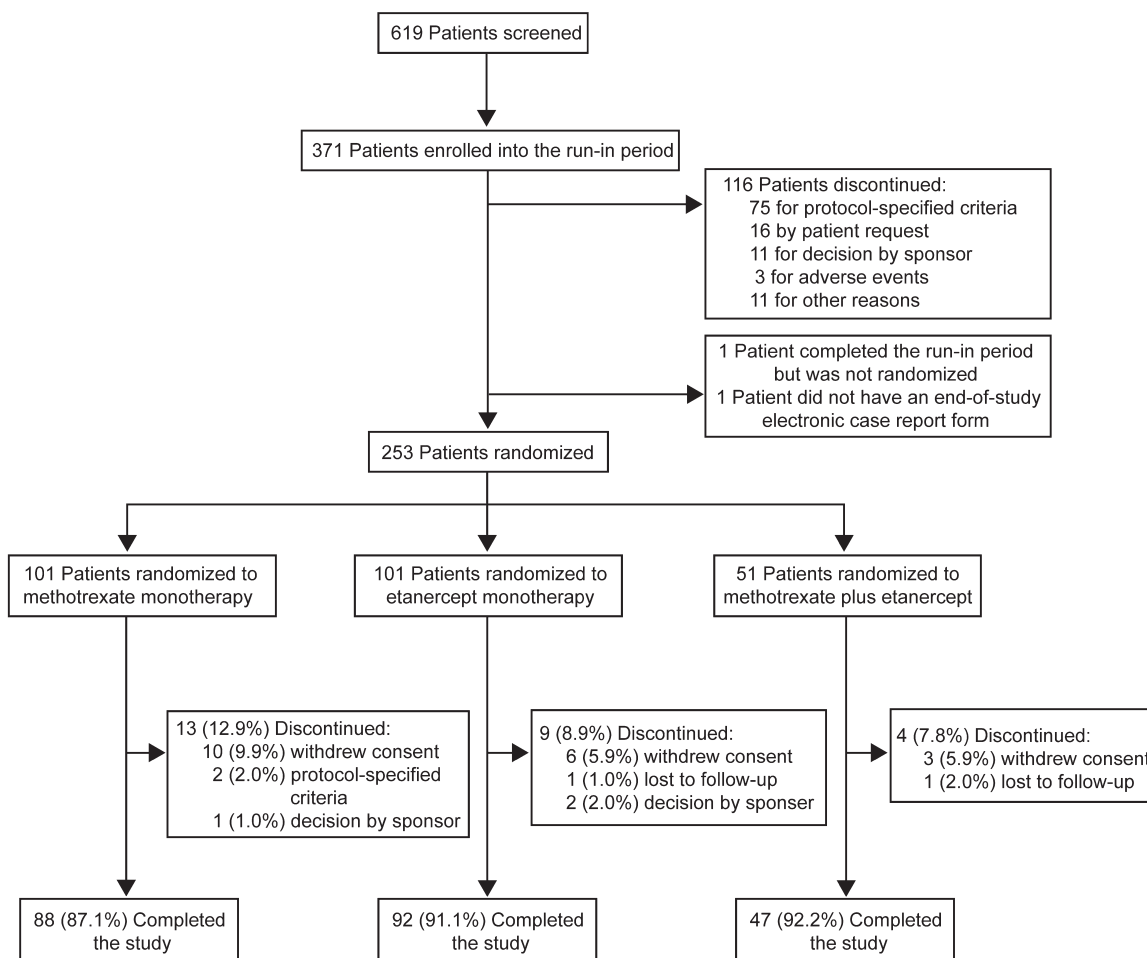 619 Patients screened
371 Patients enrolled into the run-in period
116 Patients discontinued:
75 for protocol-specified criteria
16 by patient request
11 for decision by sponsor
3 for adverse events
11 for other reasons
1 Patient completed the run-in period
but was not randomized
1 Patient did not have an end-of-study
electronic case report form
253 Patients randomized
101 Patients randomized to
methotrexate monotherapy
101 Patients randomized to
etanercept monotherapy
51 Patients randomized to
methotrexate plus etanercept
13 (12.9%) Discontinued:
10 (9.9%) withdrew consent
2 (2.0%) protocol-specified
criteria
1 (1.0%) decision by sponsor
9 (8.9%) Discontinued:
6 (5.9%) withdrew consent
1 (1.0%) lost to follow-up
2 (2.0%) decision by sponser
4 (7.8%) Discontinued:
3 (5.9%) withdrew consent
1 (2.0%) lost to follow-up
88 (87.1%) Completed
the study
92 (91.1%) Completed
the study
47 (92.2%) Completed
the study